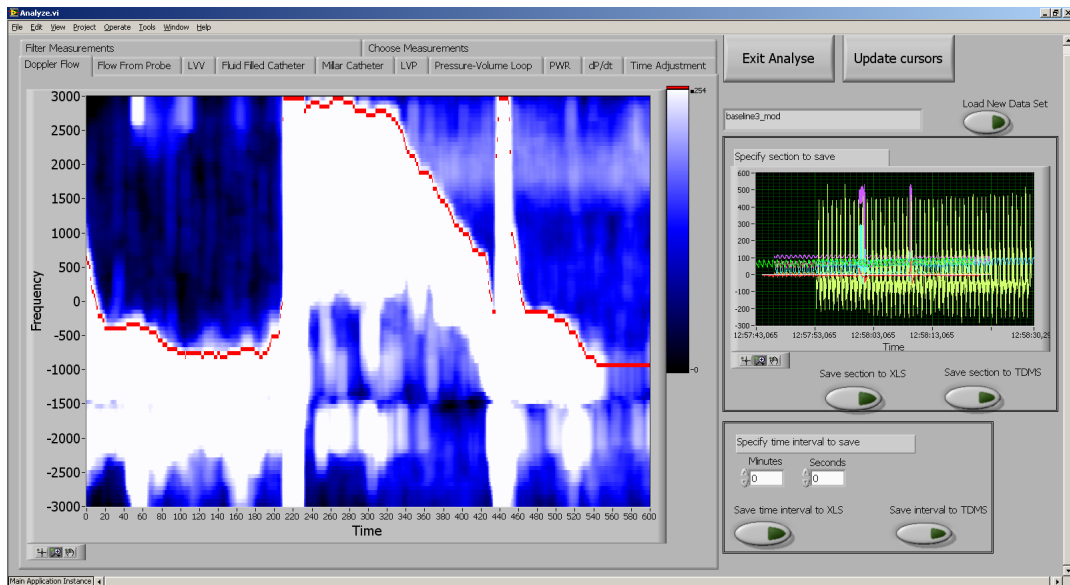 Analyze.vi
File Edit View Project Operate Tools Window Help
Filter Measurements Choose Measurements
Doppler Flow Flow From Probe LVV Fluid Filled Catheter Millar Catheter LVP Pressure-Volume Loop PWR dP/dt Time Adjustment
3000
2500
2000
1500
1000
500
0
-500
-1000
-1500
-2000
-2500
-3000
Frequency
0 20 40 60 80 100 120 140 160 180 200 220 240 260 280 300 320 340 360 380 400 420 440 460 480 500 520 540 560 580 600
Time
254
0
Exit Analyse Update cursors
baseline3_mod
Load New Data Set
Specify section to save
600
500
400
300
200
100
0
-100
-200
-300
12:57:43,065 12:57:53,065 12:58:03,065 12:58:13,065 12:58:30,29
Time
Save section to XLS Save section to TDMS
Specify time interval to save
Minutes Seconds
0 0
Save time interval to XLS Save interval to TDMS
Main Application Instance